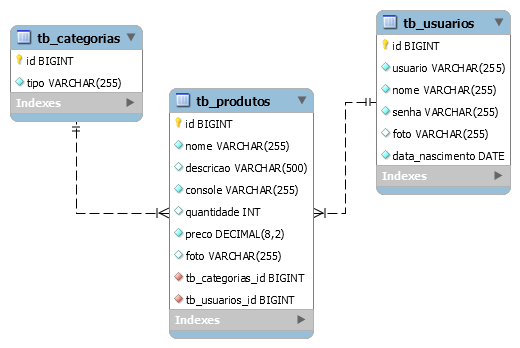 tb_categorias
id BIGINT
tipo VARCHAR(255)
Indexes
tb_produtos
id BIGINT
nome VARCHAR(255)
descricao VARCHAR(500)
console VARCHAR(255)
quantidade INT
preco DECIMAL(8,2)
foto VARCHAR(255)
tb_categorias_id BIGINT
tb_usuarios_id BIGINT
Indexes
tb_usuarios
id BIGINT
usuario VARCHAR(255)
nome VARCHAR(255)
senha VARCHAR(255)
foto VARCHAR(255)
data_nascimento DATE
Indexes